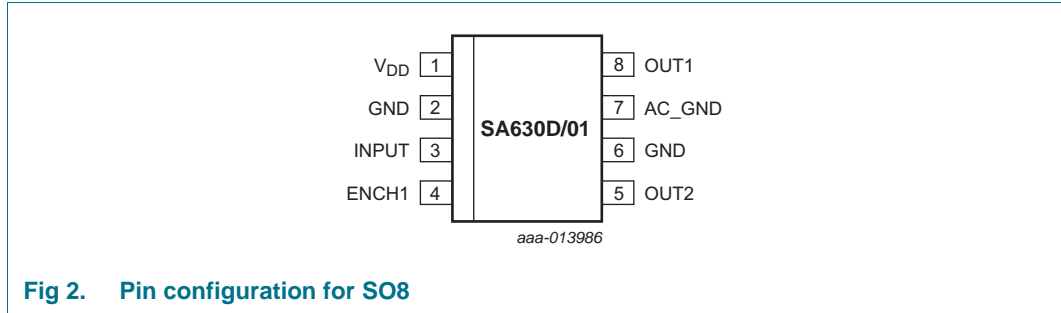 V_DD 1 8 OUT1
GND 2 7 AC_GND
SA630D/01
INPUT 3 6 GND
ENCH1 4 5 OUT2
aaa-013986
Fig 2. Pin configuration for SO8